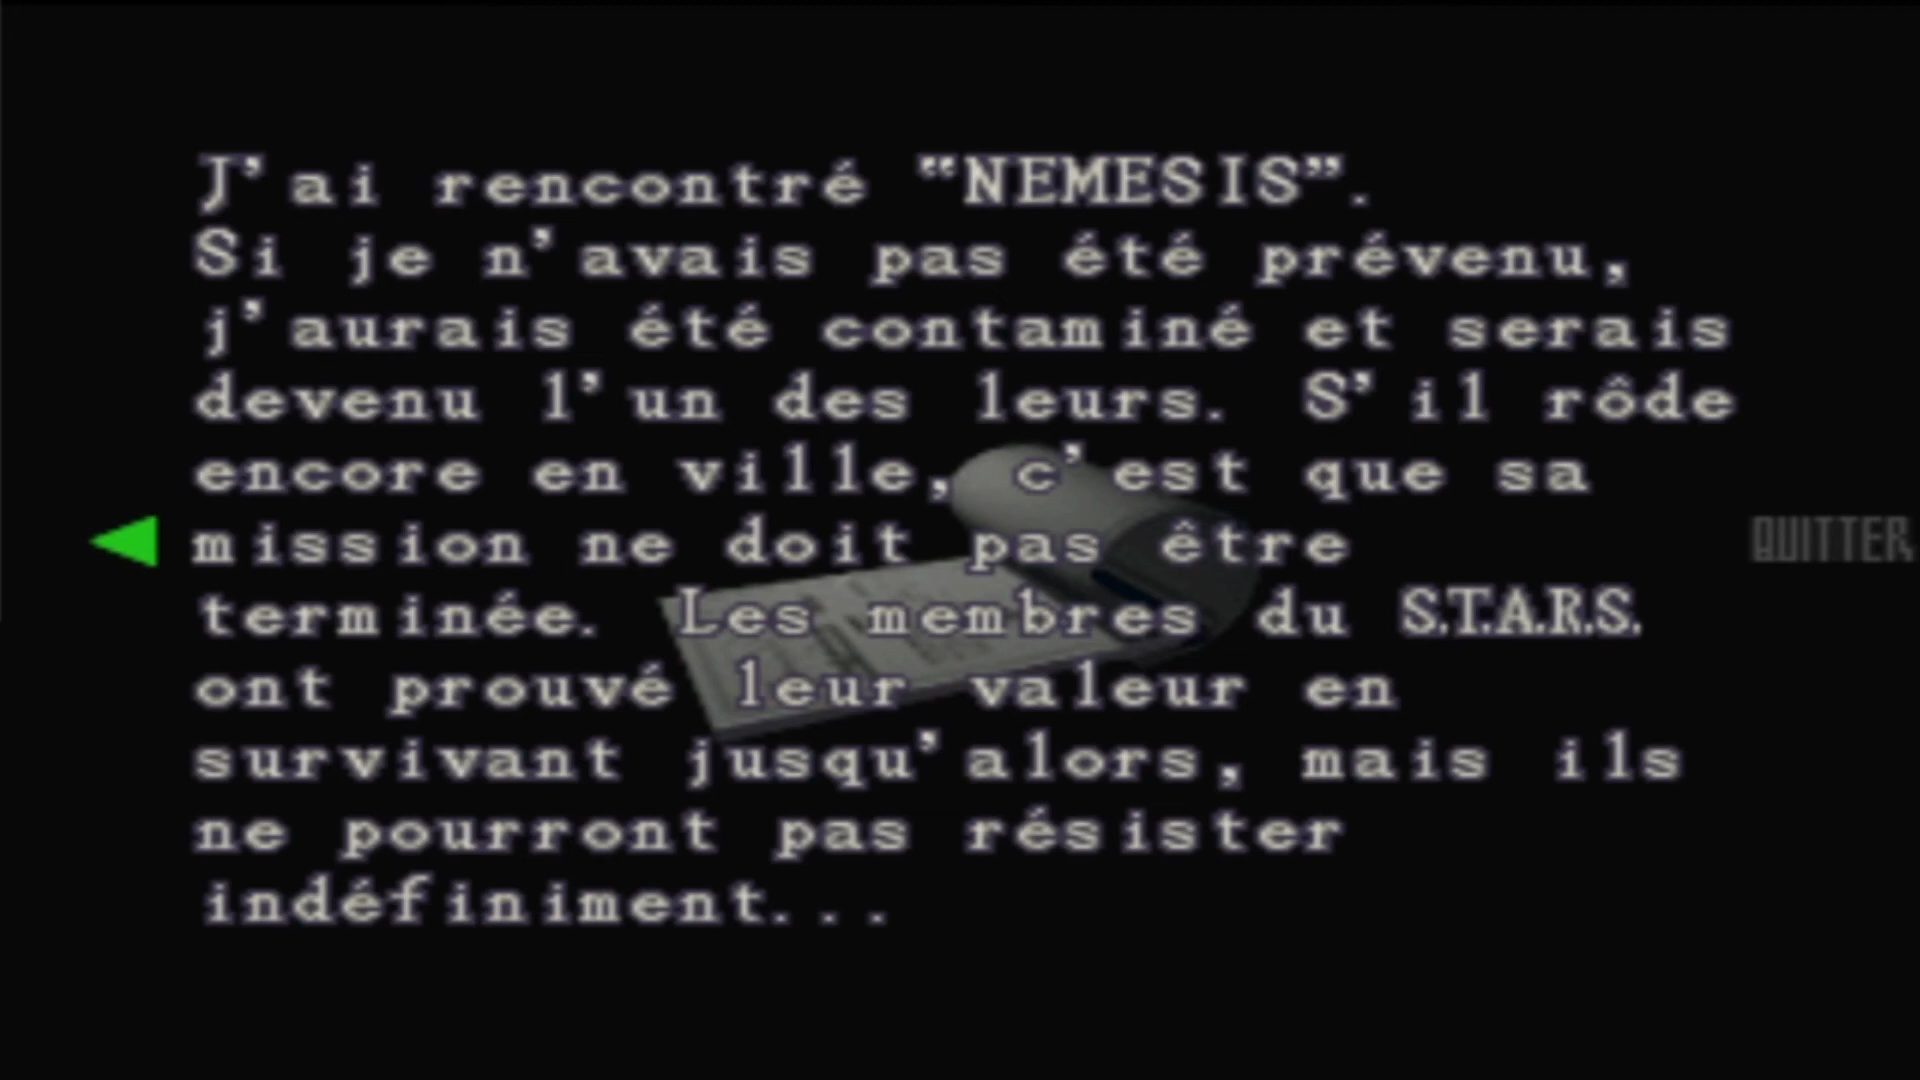 J'ai rencontré “NEMESIS”.
Si je n'avais pas été prévenu,
j'aurais été contaminé et serais
devenu l'un des leurs. S'il rôde
encore en ville, c'est que sa
mission ne doit pas être
QUITTER
terminée. Les membres du S.T.A.R.S.
ont prouvé leur valeur en
survivant jusqu'alors, mais ils
ne pourront pas résister
indéfiniment...